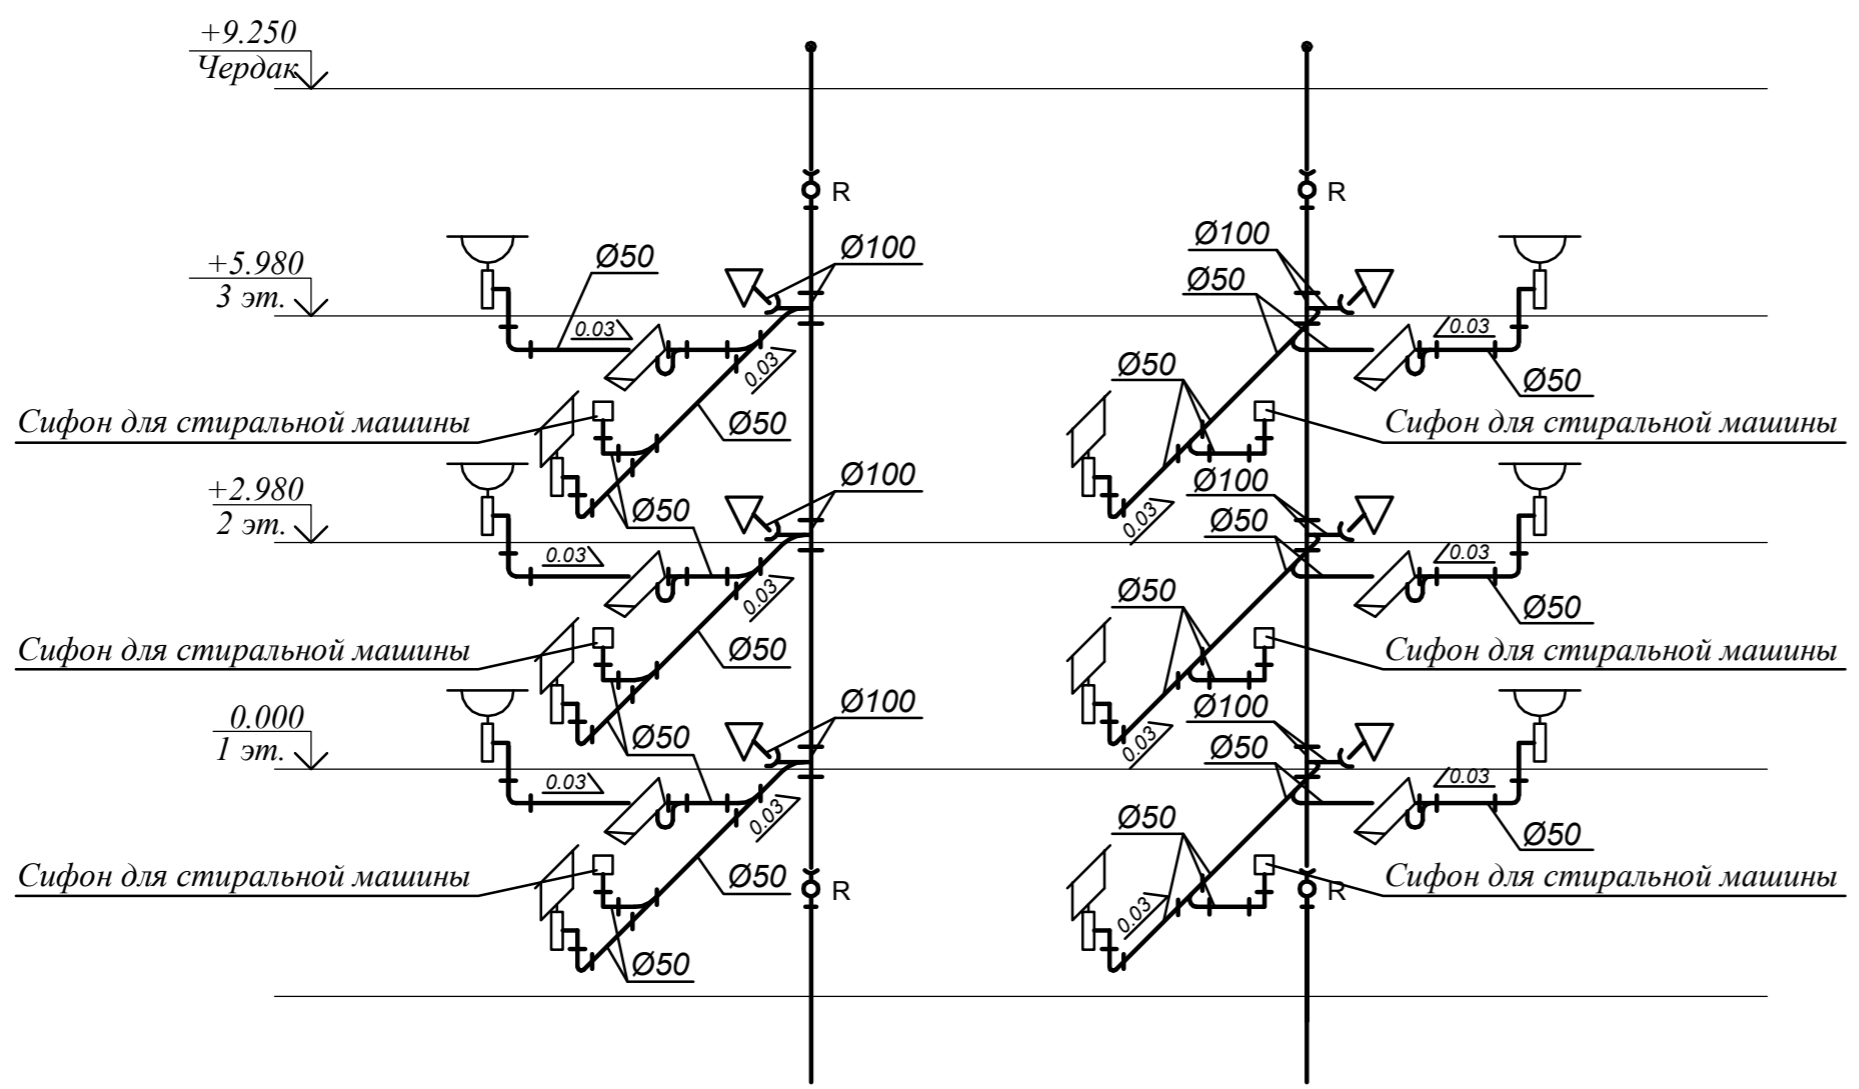 +9.250
Чердак
R
R
Ø100
Ø100
Ø50
+5.980
3 эт.
Ø50
0.03
0.03
0.03
Ø50
Ø50
Сифон для стиральной машины
Ø50
Сифон для стиральной машины
+2.980
2 эт.
Ø100
Ø100
Ø50
Ø50
0.03
0.03
0.03
0.03
Ø50
Ø50
Сифон для стиральной машины
Ø50
Сифон для стиральной машины
0.000
1 эт.
Ø100
Ø100
Ø50
Ø50
0.03
0.03
0.03
0.03
Ø50
Ø50
Сифон для стиральной машины
Ø50
R
R
Сифон для стиральной машины
0.03
Ø50